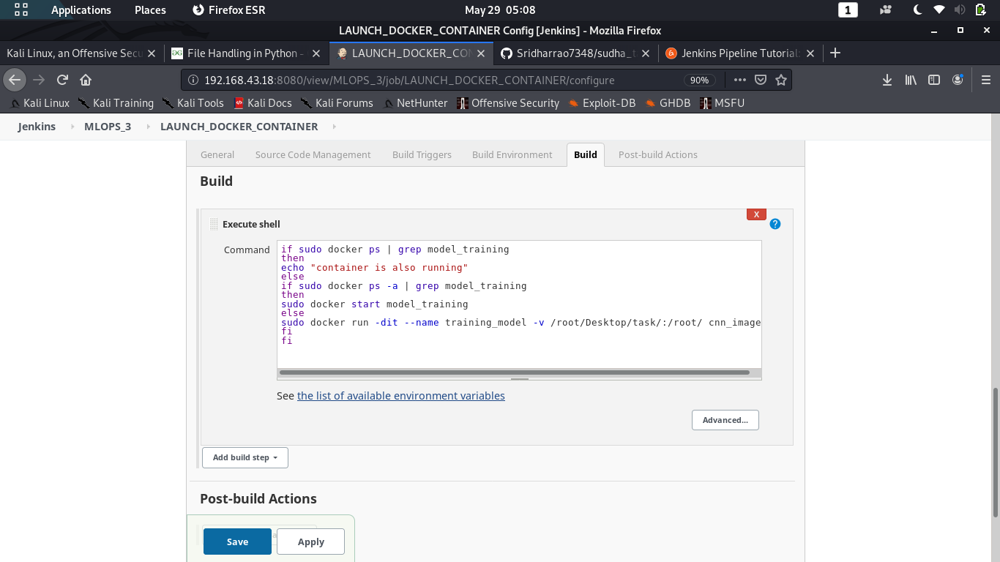 Applications Places Firefox ESR May 29 05:08 1
LAUNCH_DOCKER_CONTAINER Config [Jenkins] - Mozilla Firefox
Kali Linux, an Offensive Secu File Handling in Python - LAUNCH_DOCKER_CON Sridharrao7348/sudha_t Jenkins Pipeline Tutorial:
192.168.43.18:8080/view/MLOPS_3/job/LAUNCH_DOCKER_CONTAINER/configure 90%
Kali Linux Kali Training Kali Tools Kali Docs Kali Forums NetHunter Offensive Security Exploit-DB GHDB MSFU
Jenkins MLOPS_3 LAUNCH_DOCKER_CONTAINER
General Source Code Management Build Triggers Build Environment Build Post-build Actions
Build
X
Execute shell ?
Command
if sudo docker ps | grep model_training
then
echo "container is also running"
else
if sudo docker ps -a | grep model_training
then
sudo docker start model_training
else
sudo docker run -dit --name training_model -v /root/Desktop/task/:/root/ cnn_image
fi
fi
See the list of available environment variables
Advanced...
Add build step
Post-build Actions
Save Apply